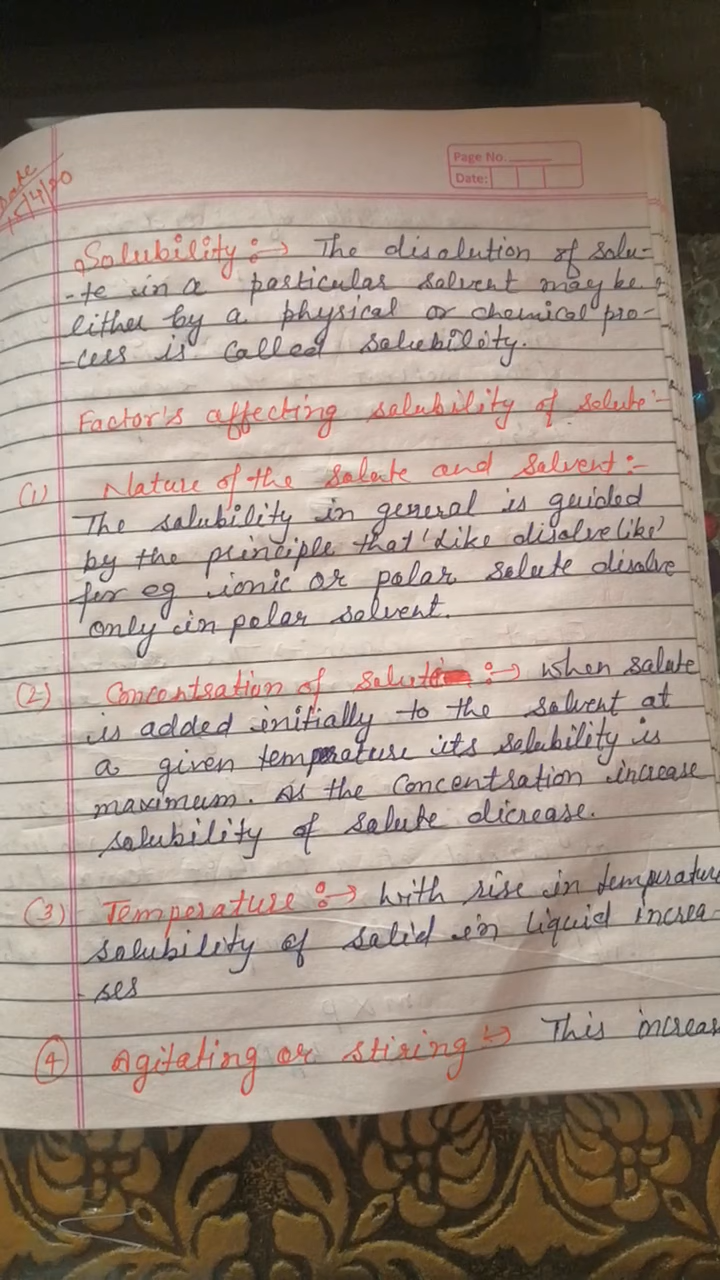 Page No.
Date:
Date
15/4/20
Solubility :→ The disolution of solu-
-te in a particular solvent may be
either by a physical or chemical pro-
-cess is called solubility.
Factor's affecting solubility of solute :-
(1) Nature of the solute and solvent :-
The solubility in general is guided
by the principle that 'Like disolve like'
for eg ionic or polar solute disolve
only in polar solvent.
(2) Concentration of solute :→ when solute
is added initially to the solvent at
a given temperature its solubility is
maximum. As the concentration increase
solubility of solute dicrease.
(3) Temperature :→ With rise in temperature
solubility of solid in liquid increa-
-ses
(4) Agitating or stiring :→ This increas